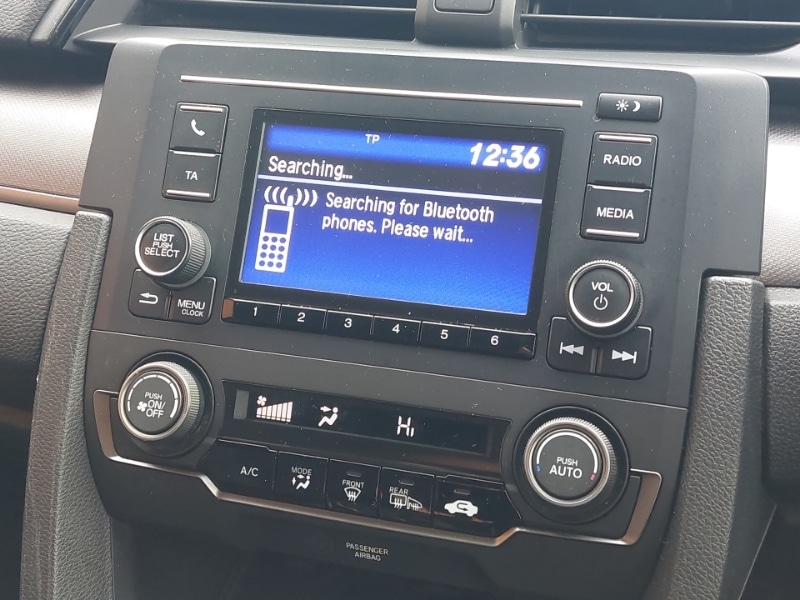 TP
12:36
Searching...
Searching for Bluetooth
phones. Please wait...
TA
RADIO
MEDIA
LIST
PUSH
SELECT
MENU
CLOCK
VOL
1 2 3 4 5 6
PUSH
ON/
OFF
Hi
PUSH
AUTO
A/C
MODE
FRONT
REAR
PASSENGER
AIRBAG